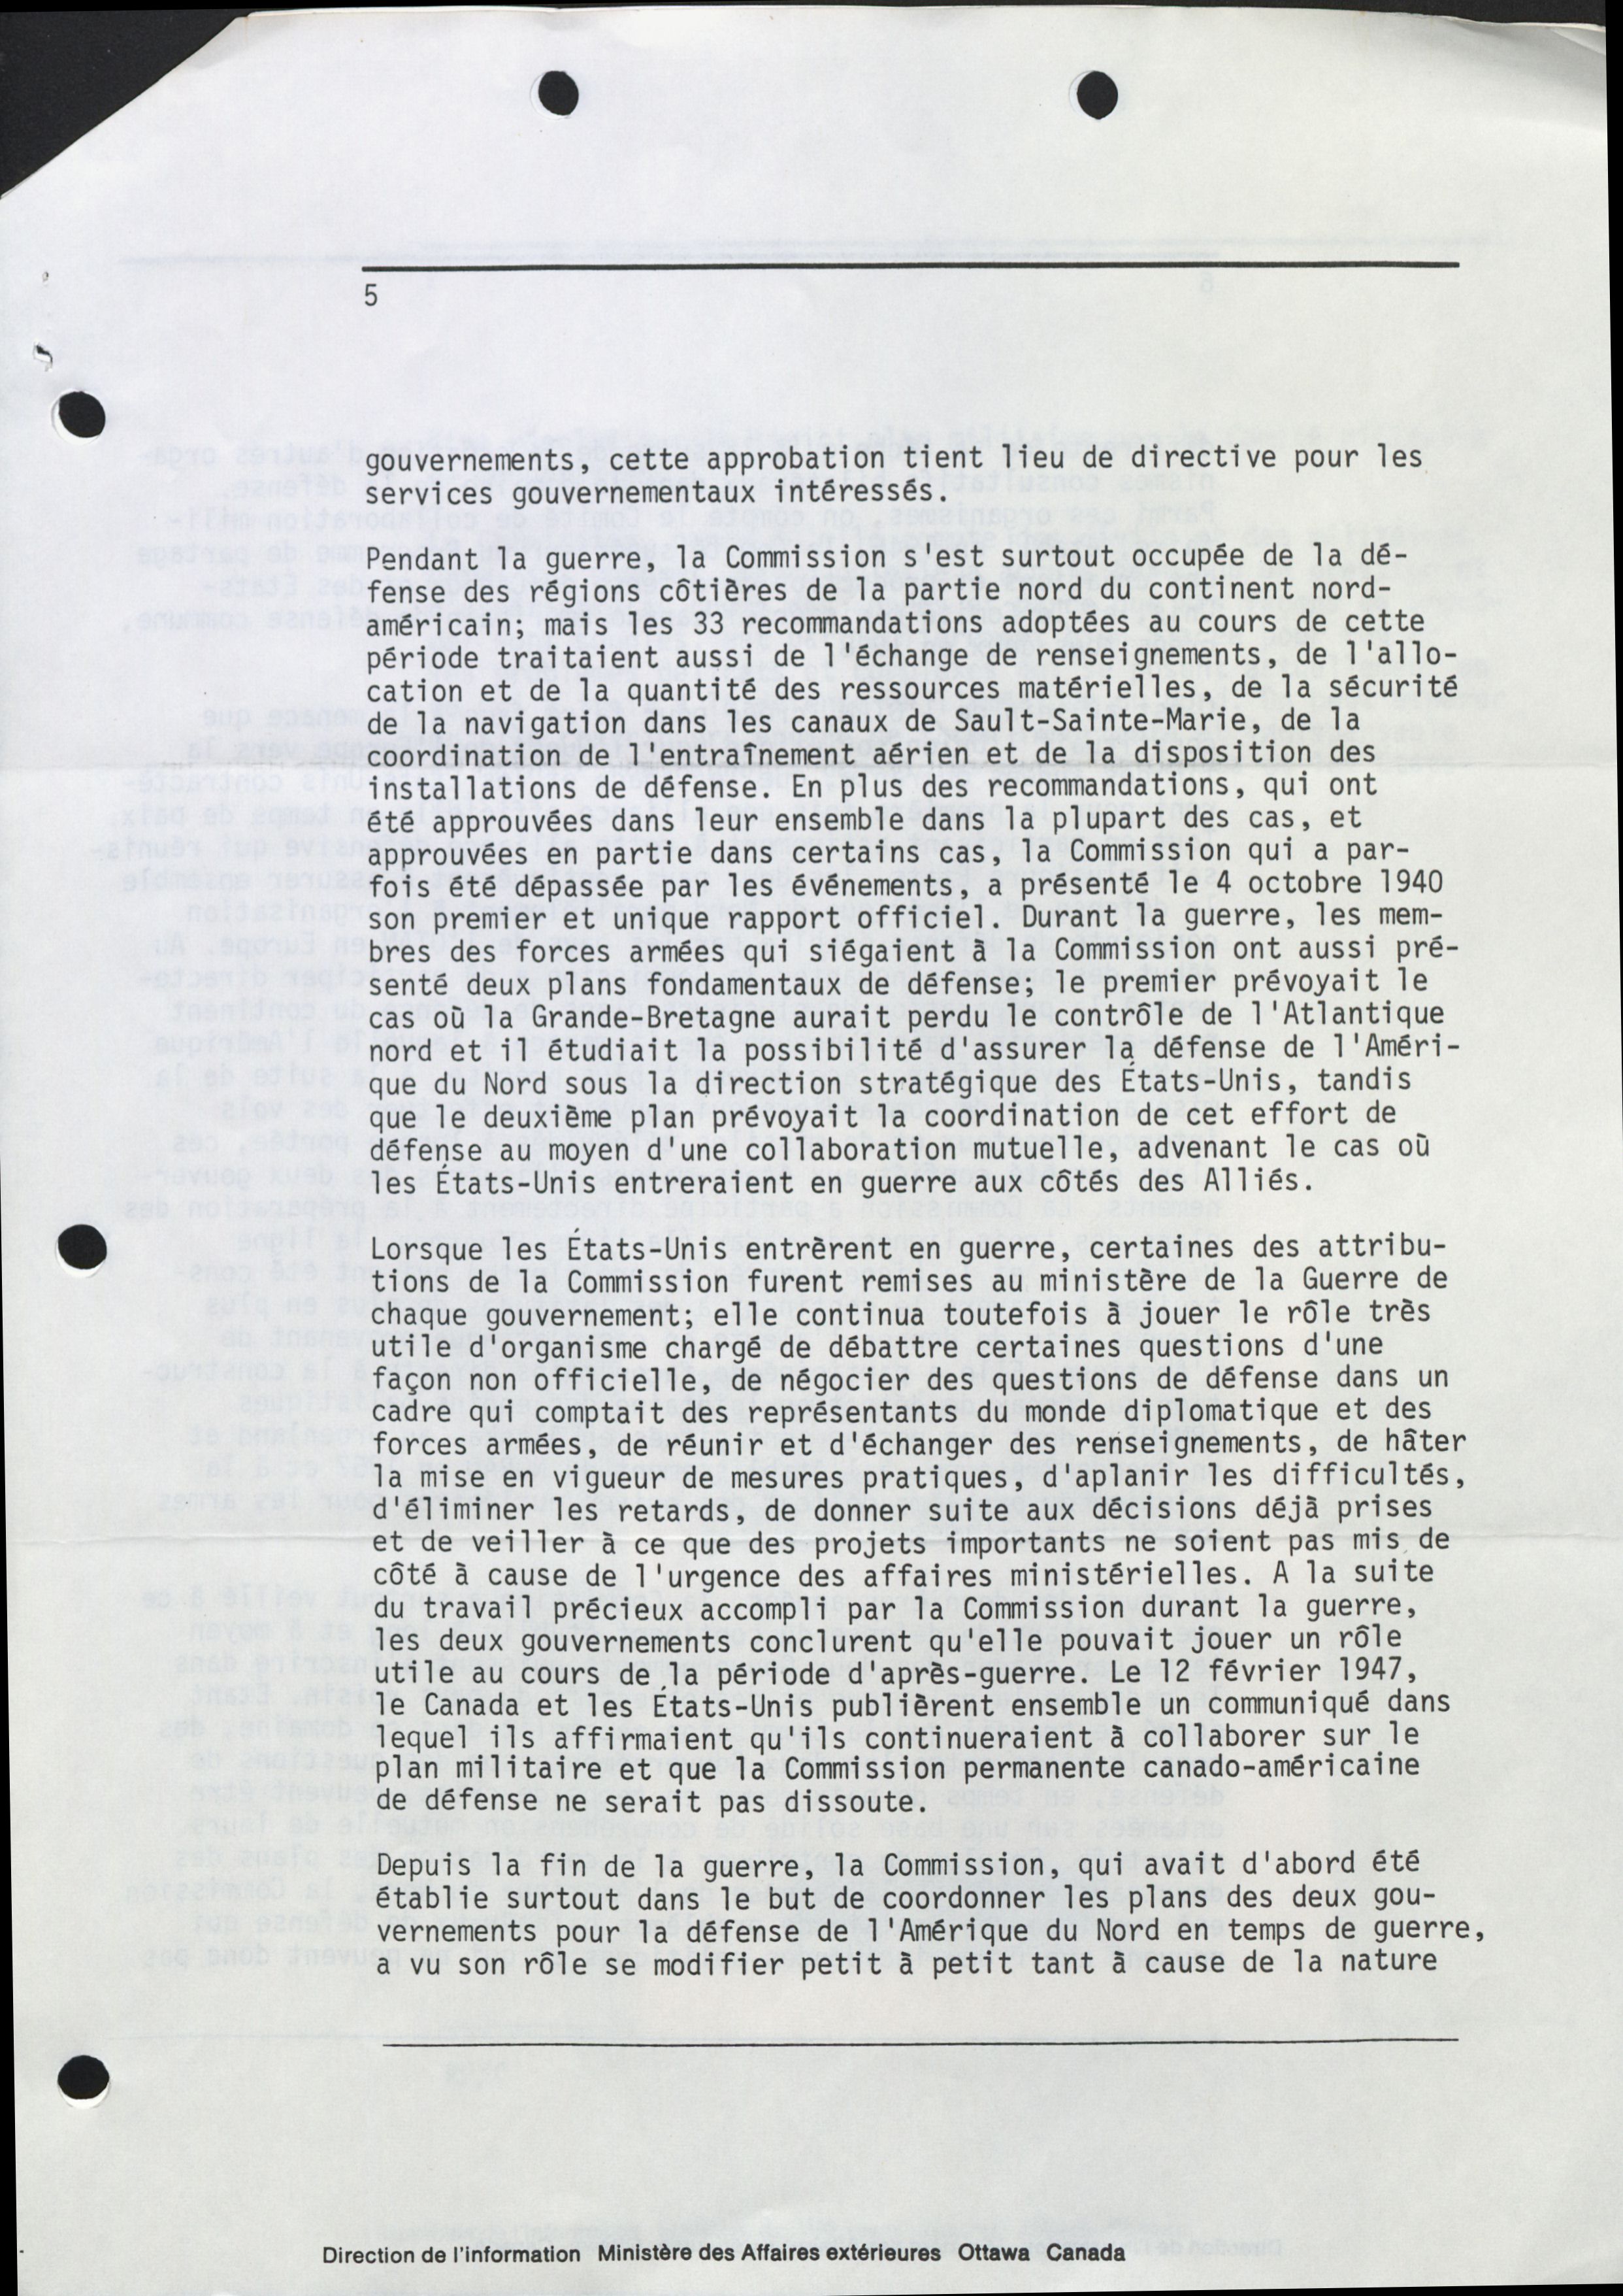 5
gouvernements, cette approbation tient lieu de directive pour les
services gouvernementaux intéressés.
Pendant la guerre, la Commission s'est surtout occupée de la dé-
fense des régions côtières de la partie nord du continent nord-
américain; mais les 33 recommandations adoptées au cours de cette
période traitaient aussi de l'échange de renseignements, de l'allo-
cation et de la quantité des ressources matérielles, de la sécurité
de la navigation dans les canaux de Sault-Sainte-Marie, de la
coordination de l'entraînement aérien et de la disposition des
installations de défense. En plus des recommandations, qui ont
été approuvées dans leur ensemble dans la plupart des cas, et
approuvées en partie dans certains cas, la Commission qui a par-
fois été dépassée par les événements, a présenté le 4 octobre 1940
son premier et unique rapport officiel. Durant la guerre, les mem-
bres des forces armées qui siégaient à la Commission ont aussi pré-
senté deux plans fondamentaux de défense; le premier prévoyait le
cas où la Grande-Bretagne aurait perdu le contrôle de l'Atlantique
nord et il étudiait la possibilité d'assurer la défense de l'Améri-
que du Nord sous la direction stratégique des États-Unis, tandis
que le deuxième plan prévoyait la coordination de cet effort de
défense au moyen d'une collaboration mutuelle, advenant le cas où
les États-Unis entreraient en guerre aux côtés des Alliés.
Lorsque les États-Unis entrèrent en guerre, certaines des attribu-
tions de la Commission furent remises au ministère de la Guerre de
chaque gouvernement; elle continua toutefois à jouer le rôle très
utile d'organisme chargé de débattre certaines questions d'une
façon non officielle, de négocier des questions de défense dans un
cadre qui comptait des représentants du monde diplomatique et des
forces armées, de réunir et d'échanger des renseignements, de hâter
la mise en vigueur de mesures pratiques, d'aplanir les difficultés,
d'éliminer les retards, de donner suite aux décisions déjà prises
et de veiller à ce que des projets importants ne soient pas mis de
côté à cause de l'urgence des affaires ministérielles. A la suite
du travail précieux accompli par la Commission durant la guerre,
les deux gouvernements conclurent qu'elle pouvait jouer un rôle
utile au cours de la période d'après-guerre. Le 12 février 1947,
le Canada et les États-Unis publièrent ensemble un communiqué dans
lequel ils affirmaient qu'ils continueraient à collaborer sur le
plan militaire et que la Commission permanente canado-américaine
de défense ne serait pas dissoute.
Depuis la fin de la guerre, la Commission, qui avait d'abord été
établie surtout dans le but de coordonner les plans des deux gou-
vernements pour la défense de l'Amérique du Nord en temps de guerre,
a vu son rôle se modifier petit à petit tant à cause de la nature
Direction de l'information Ministère des Affaires extérieures Ottawa Canada